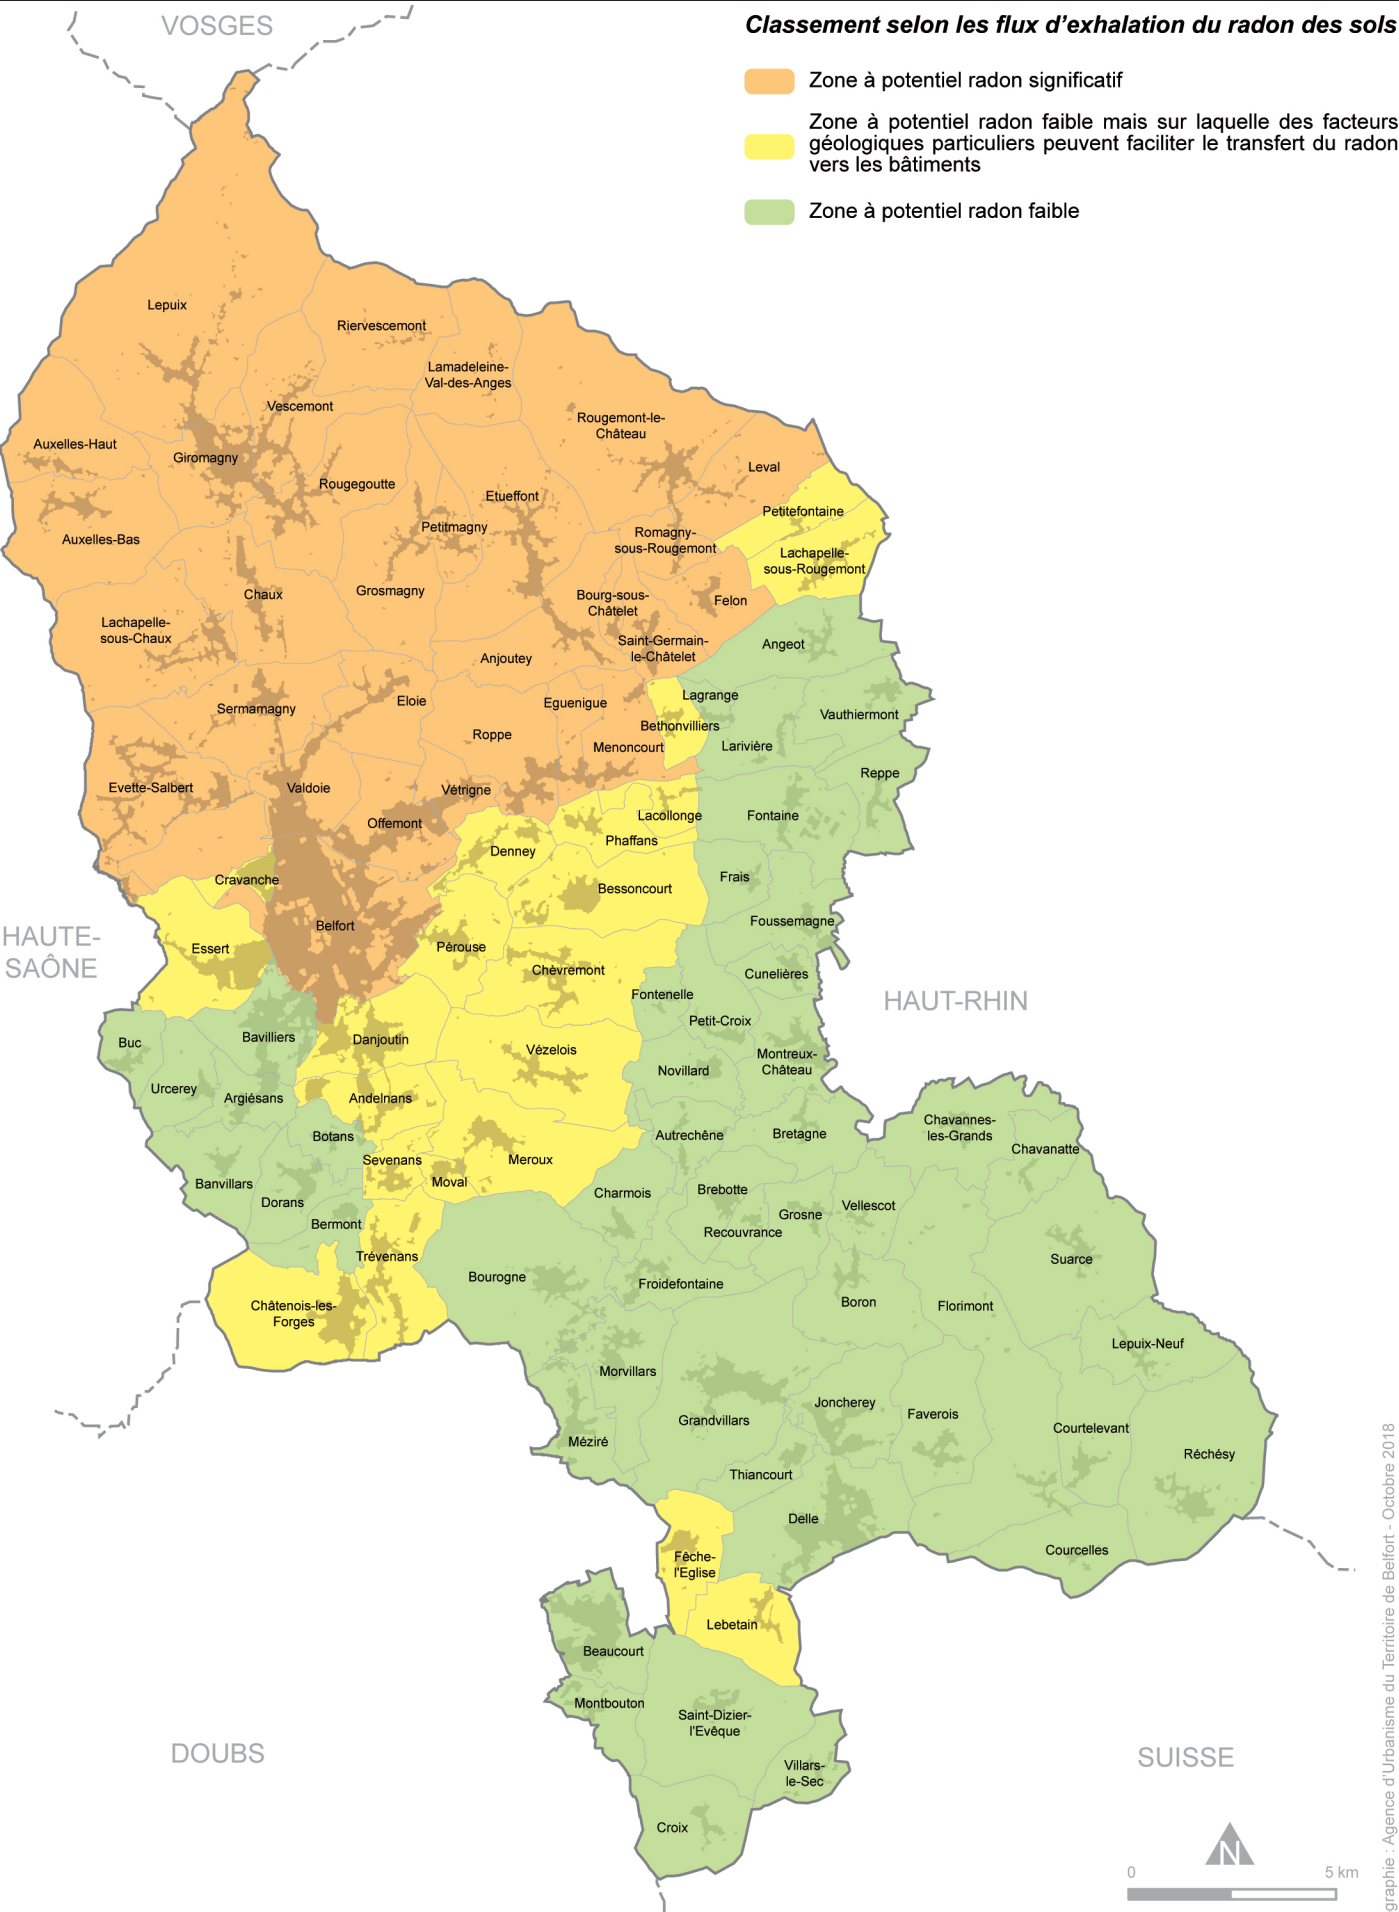 VOSGES
Classement selon les flux d'exhalation du radon des sols
Zone à potentiel radon significatif
Zone à potentiel radon faible mais sur laquelle des facteurs
géologiques particuliers peuvent faciliter le transfert du radon
vers les bâtiments
Zone à potentiel radon faible
Lepuix
Riervescemont
Lamadeleine-
Val-des-Anges
Vescemont
Rougemont-le-
Château
Auxelles-Haut
Giromagny
Leval
Rougegoutte
Etueffont
Petitefontaine
Petitmagny
Auxelles-Bas
Romagny-
sous-Rougemont
Lachapelle-
sous-Rougemont
Chaux
Grosmagny
Bourg-sous-
Châtelet
Felon
Lachapelle-
sous-Chaux
Saint-Germain-
le-Châtelet
Angeot
Anjoutey
Sermamagny
Eloie
Eguenigue
Lagrange
Bethonvilliers
Vauthiermont
Roppe
Menoncourt
Larivière
Reppe
Evette-Salbert
Valdoie
Vétrigne
Offemont
Lacollonge
Fontaine
Phaffans
Denney
Cravanche
Bessoncourt
Frais
Belfort
Foussemagne
HAUTE-
SAÔNE
Essert
Pérouse
Chèvremont
Cunelières
Fontenelle
HAUT-RHIN
Petit-Croix
Buc
Bavilliers
Danjoutin
Vézelois
Montreux-
Château
Novillard
Urcerey
Argiésans
Andelnans
Chavannes-
les-Grands
Botans
Autrechêne
Bretagne
Chavanatte
Sevenans
Meroux
Moval
Banvillars
Dorans
Charmois
Brebotte
Grosne
Vellescot
Bermont
Recouvrance
Trévenans
Suarce
Bourogne
Froidefontaine
Châtenois-les-
Forges
Boron
Florimont
Lepuix-Neuf
Morvillars
Joncherey
Grandvillars
Faverois
Courtelevant
Méziré
Réchésy
Thiancourt
Delle
Courcelles
Fêche-
l'Eglise
Lebetain
Beaucourt
Montbouton
Saint-Dizier-
l'Evêque
DOUBS
SUISSE
Villars-
le-Sec
Croix
N
0
5 km
graphie : Agence d'Urbanisme du Territoire de Belfort - Octobre 2018